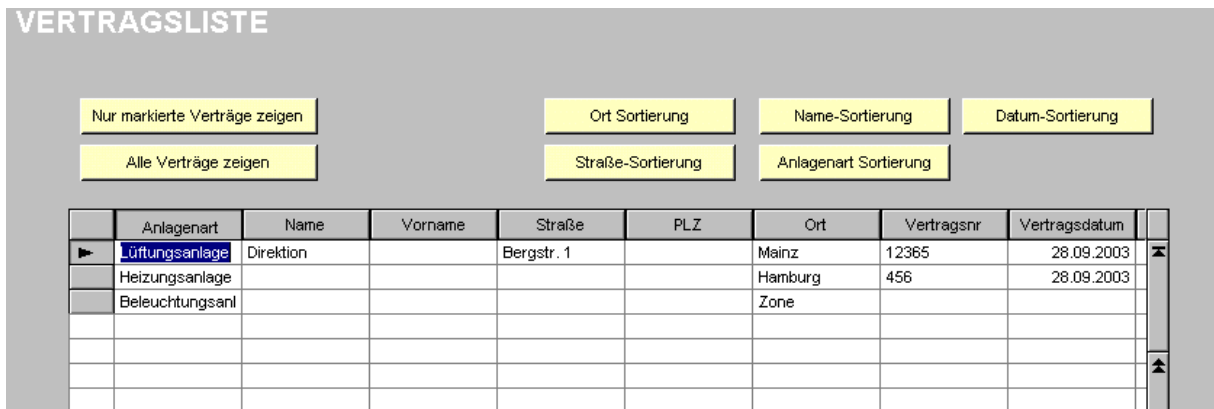 VERTRAGSLISTE
Nur markierte Verträge zeigen Ort Sortierung Name-Sortierung Datum-Sortierung
Alle Verträge zeigen Straße-Sortierung Anlagenart Sortierung
Anlagenart Name Vorname Straße PLZ Ort Vertragsnr Vertragsdatum
Lüftungsanlage Direktion Bergstr. 1 Mainz 12365 28.09.2003
Heizungsanlage Hamburg 456 28.09.2003
Beleuchtungsanl Zone